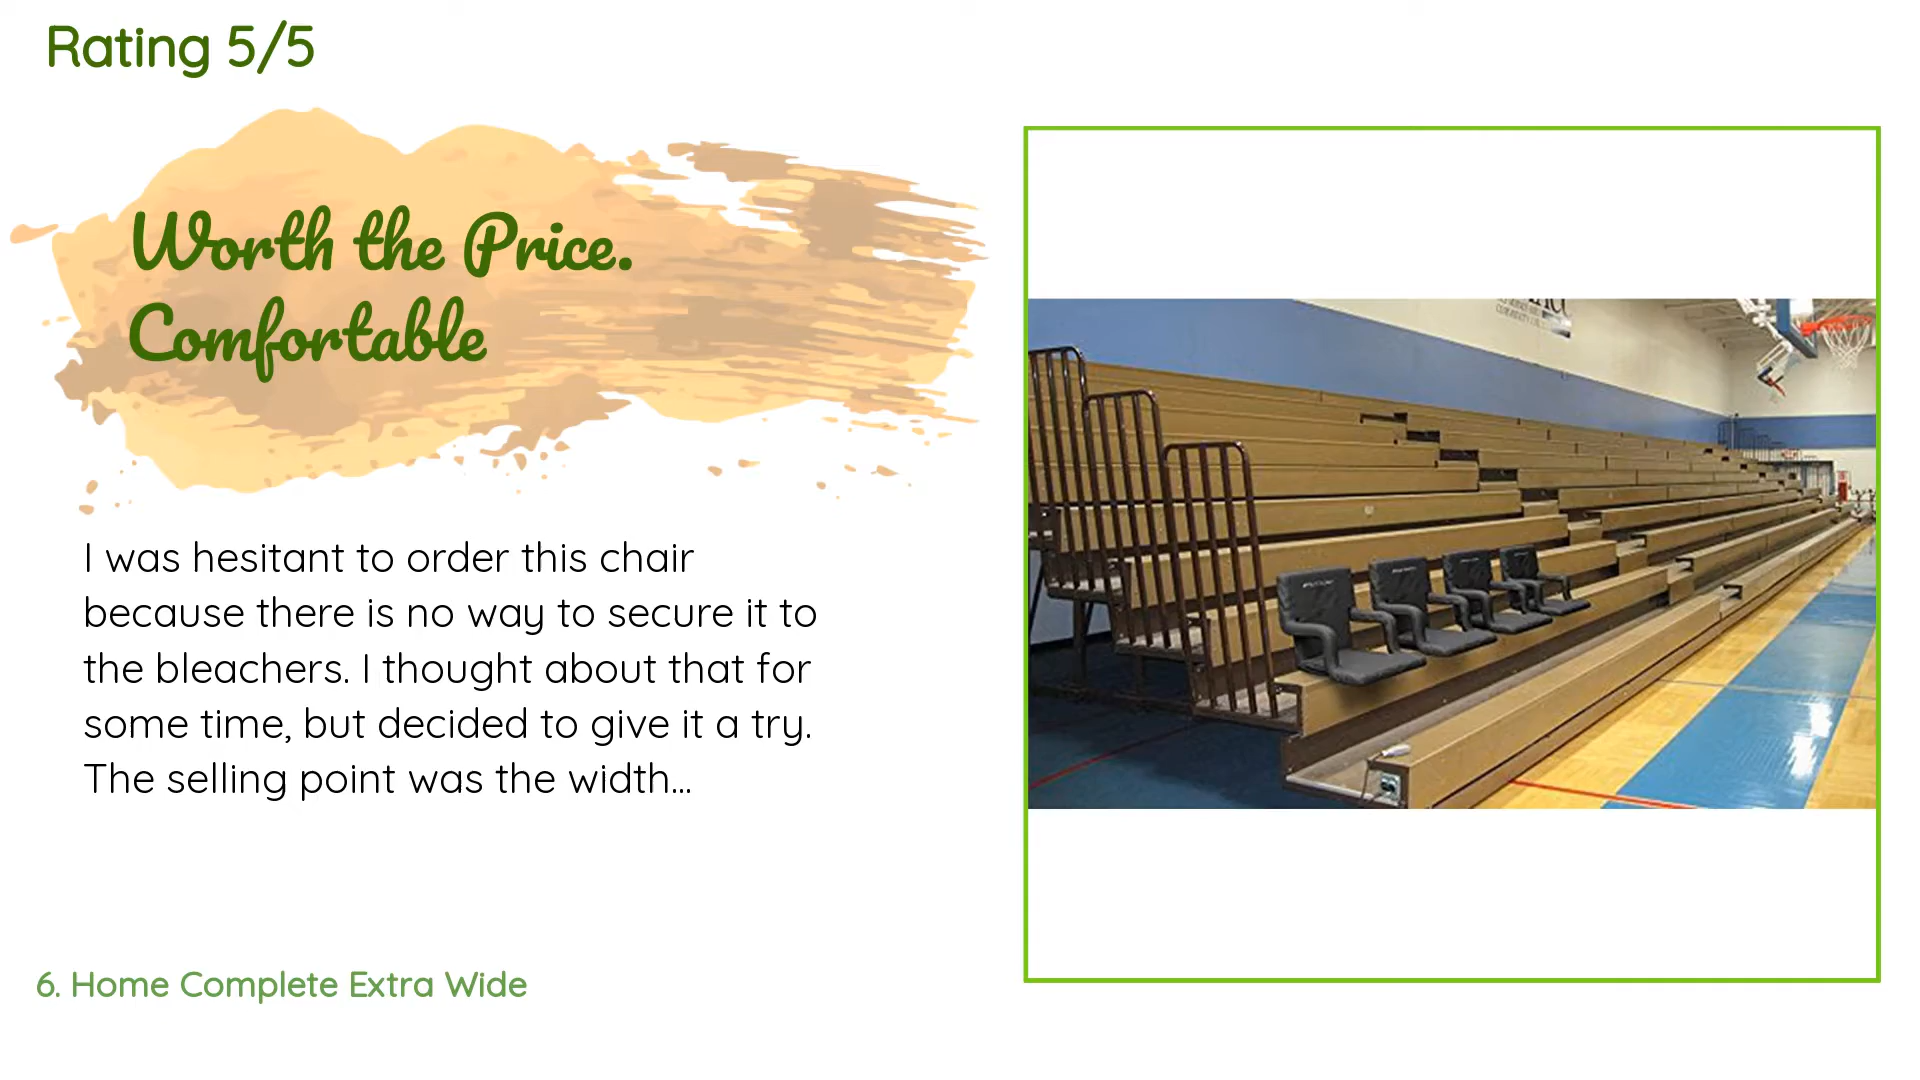 Rating 5/5
Worth the Price.
Comfortable
I was hesitant to order this chair
because there is no way to secure it to
the bleachers. I thought about that for
some time, but decided to give it a try.
The selling point was the width...
6. Home Complete Extra Wide